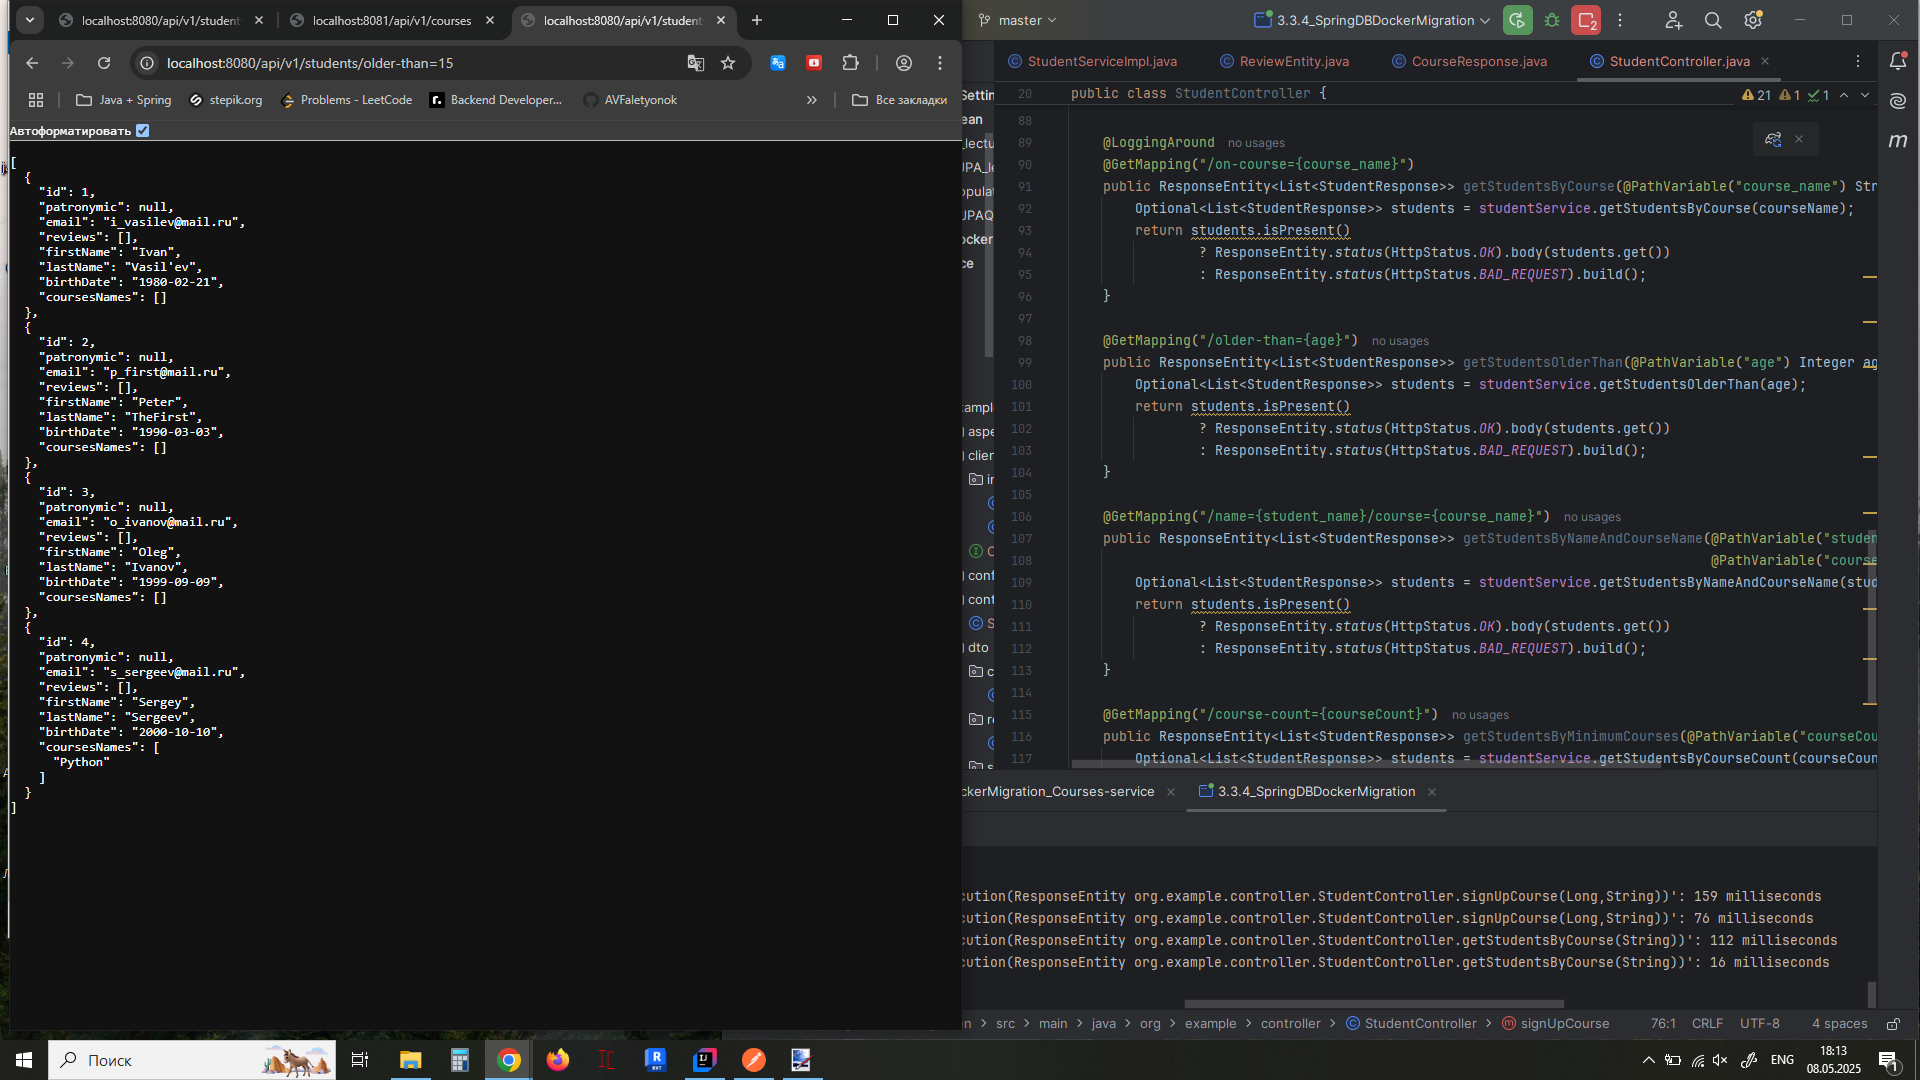 localhost:8080/api/v1/student
localhost:8081/api/v1/courses
localhost:8080/api/v1/student
localhost:8080/api/v1/students/older-than=15
Java + Spring
stepik.org
Problems - LeetCode
Backend Developer...
AVFaletyonok
Все закладки
Автоформатировать
[
{
"id": 1,
"patronymic": null,
"email": "i_vasilev@mail.ru",
"reviews": [],
"firstName": "Ivan",
"lastName": "Vasil'ev",
"birthDate": "1980-02-21",
"coursesNames": []
},
{
"id": 2,
"patronymic": null,
"email": "p_first@mail.ru",
"reviews": [],
"firstName": "Peter",
"lastName": "TheFirst",
"birthDate": "1990-03-03",
"coursesNames": []
},
{
"id": 3,
"patronymic": null,
"email": "o_ivanov@mail.ru",
"reviews": [],
"firstName": "Oleg",
"lastName": "Ivanov",
"birthDate": "1999-09-09",
"coursesNames": []
},
{
"id": 4,
"patronymic": null,
"email": "s_sergeev@mail.ru",
"reviews": [],
"firstName": "Sergey",
"lastName": "Sergeev",
"birthDate": "2000-10-10",
"coursesNames": [
"Python"
]
}
]
master
3.3.4_SpringDBDockerMigration
2
StudentServiceImpl.java
ReviewEntity.java
CourseResponse.java
StudentController.java
21 1 1
20 public class StudentController {
88
89 @LoggingAround no usages
90 @GetMapping("/on-course={course_name}")
91 public ResponseEntity<List<StudentResponse>> getStudentsByCourse(@PathVariable("course_name") Str
92 Optional<List<StudentResponse>> students = studentService.getStudentsByCourse(courseName);
93 return students.isPresent()
94 ? ResponseEntity.status(HttpStatus.OK).body(students.get())
95 : ResponseEntity.status(HttpStatus.BAD_REQUEST).build();
96 }
97
98 @GetMapping("/older-than={age}") no usages
99 public ResponseEntity<List<StudentResponse>> getStudentsOlderThan(@PathVariable("age") Integer ag
100 Optional<List<StudentResponse>> students = studentService.getStudentsOlderThan(age);
101 return students.isPresent()
102 ? ResponseEntity.status(HttpStatus.OK).body(students.get())
103 : ResponseEntity.status(HttpStatus.BAD_REQUEST).build();
104 }
105
106 @GetMapping("/name={student_name}/course={course_name}") no usages
107 public ResponseEntity<List<StudentResponse>> getStudentsByNameAndCourseName(@PathVariable("studen
108 @PathVariable("course
109 Optional<List<StudentResponse>> students = studentService.getStudentsByNameAndCourseName(stud
110 return students.isPresent()
111 ? ResponseEntity.status(HttpStatus.OK).body(students.get())
112 : ResponseEntity.status(HttpStatus.BAD_REQUEST).build();
113 }
114
115 @GetMapping("/course-count={courseCount}") no usages
116 public ResponseEntity<List<StudentResponse>> getStudentsByMinimumCourses(@PathVariable("courseCou
117 Optional<List<StudentResponse>> students = studentService.getStudentsByCourseCount(courseCoun
ckerMigration_Courses-service
3.3.4_SpringDBDockerMigration
cution(ResponseEntity org.example.controller.StudentController.signUpCourse(Long,String))': 159 milliseconds
cution(ResponseEntity org.example.controller.StudentController.signUpCourse(Long,String))': 76 milliseconds
cution(ResponseEntity org.example.controller.StudentController.getStudentsByCourse(String))': 112 milliseconds
cution(ResponseEntity org.example.controller.StudentController.getStudentsByCourse(String))': 16 milliseconds
n > src > main > java > org > example > controller > StudentController > signUpCourse
76:1 CRLF UTF-8 4 spaces
Поиск
ENG
18:13
08.05.2025
1